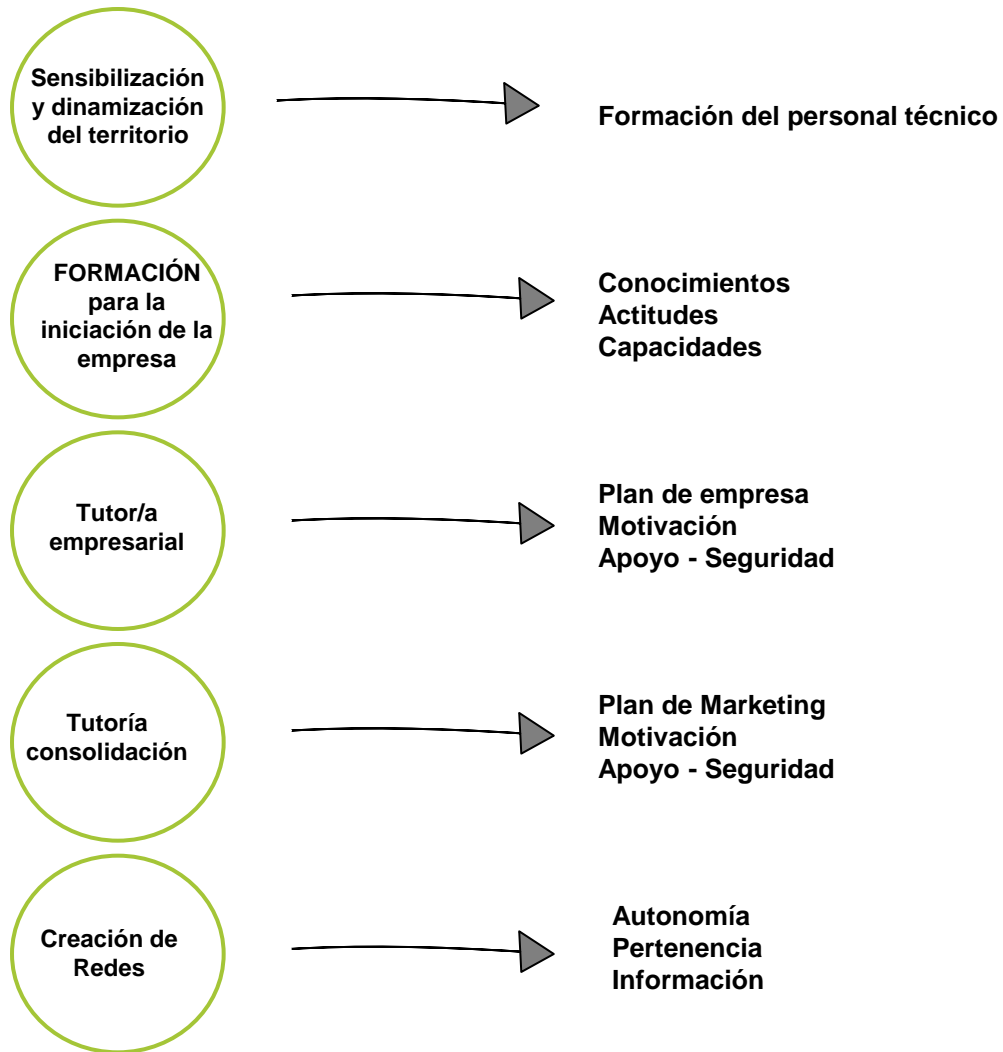 Sensibilización
y dinamización
del territorio
Formación del personal técnico
FORMACIÓN
para la
iniciación de la
empresa
Conocimientos
Actitudes
Capacidades
Tutor/a
empresarial
Plan de empresa
Motivación
Apoyo - Seguridad
Tutoría
consolidación
Plan de Marketing
Motivación
Apoyo - Seguridad
Creación de
Redes
Autonomía
Pertenencia
Información